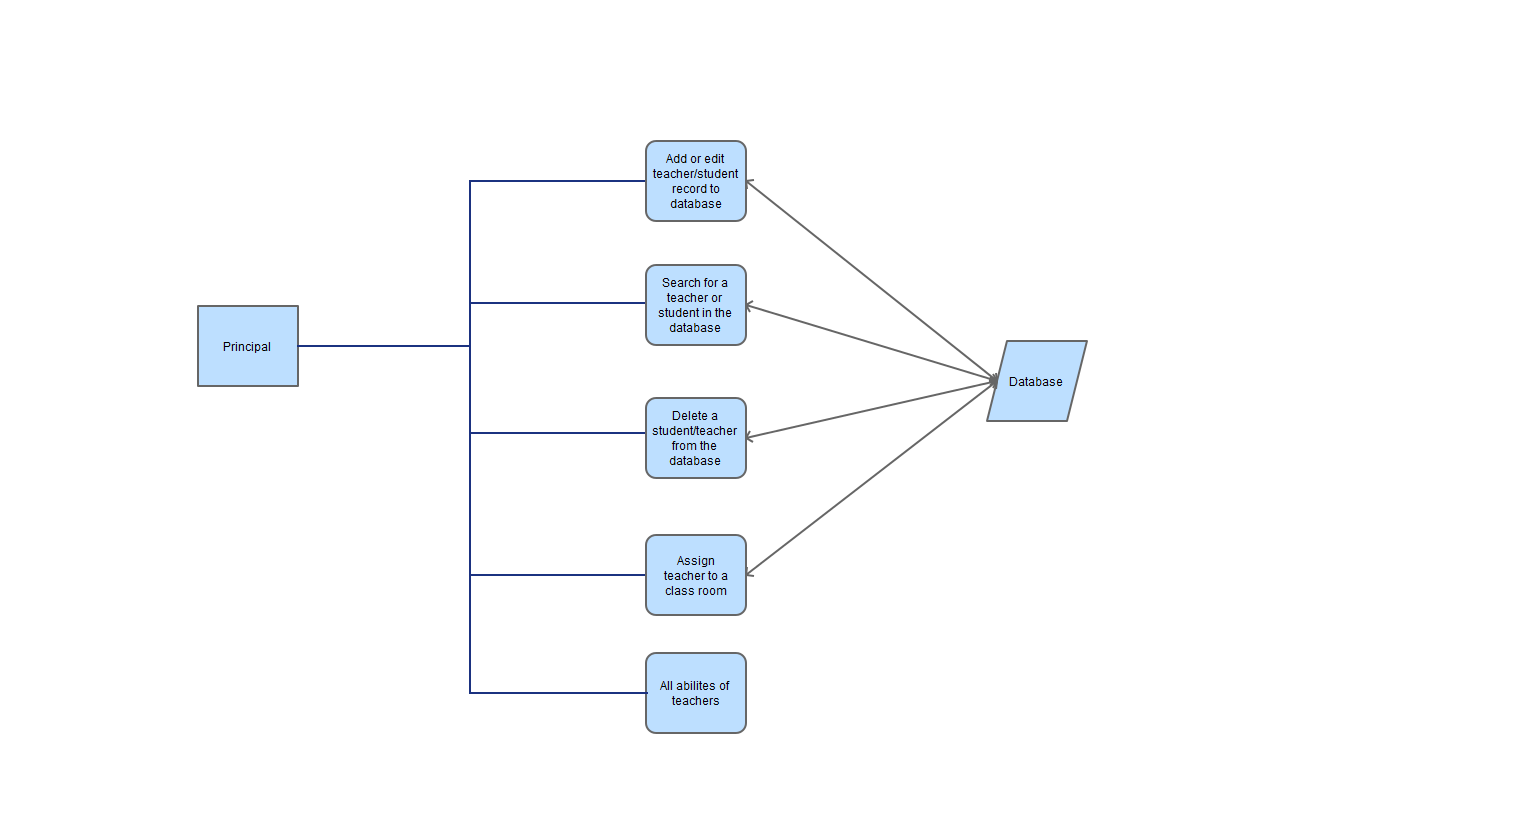 Add or edit
teacher/student
record to
database
Search for a
teacher or
student in the
database
Principal
Database
Delete a
student/teacher
from the
database
Assign
teacher to a
class room
All abilites of
teachers